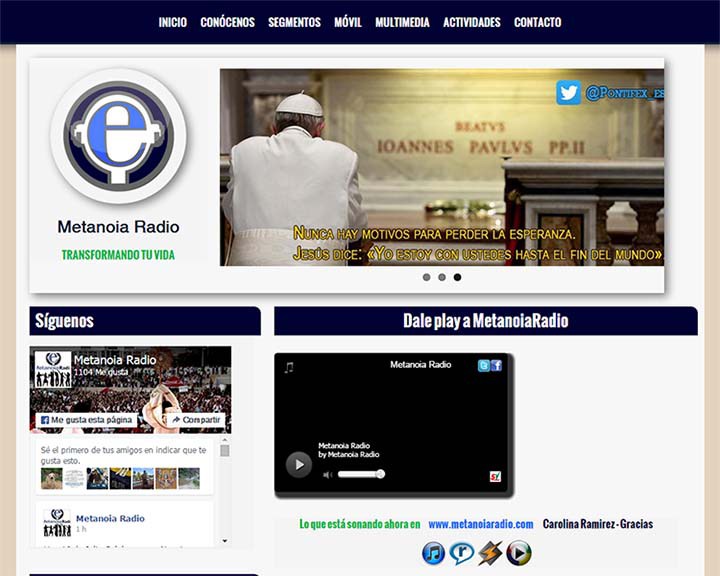 INICIO CONÓCENOS SEGMENTOS MÓVIL MULTIMEDIA ACTIVIDADES CONTACTO
e
Metanoia Radio
TRANSFORMANDO TU VIDA
@PONTIFEX_ES
BEATVS
IOANNES PAVLVS PP.II
NUNCA HAY MOTIVOS PARA PERDER LA ESPERANZA.
JESÚS DICE: «YO ESTOY CON USTEDES HASTA EL FIN DEL MUNDO».
Síguenos
Metanoia Radio
1104 Me gusta
Me gusta esta página
Compartir
Sé el primero de tus amigos en indicar que te
gusta esto.
Metanoia Radio
1 h
Dale play a MetanoiaRadio
Metanoia Radio
Metanoia Radio
by Metanoia Radio
Lo que está sonando ahora en www.metanoiaradio.com Carolina Ramirez - Gracias